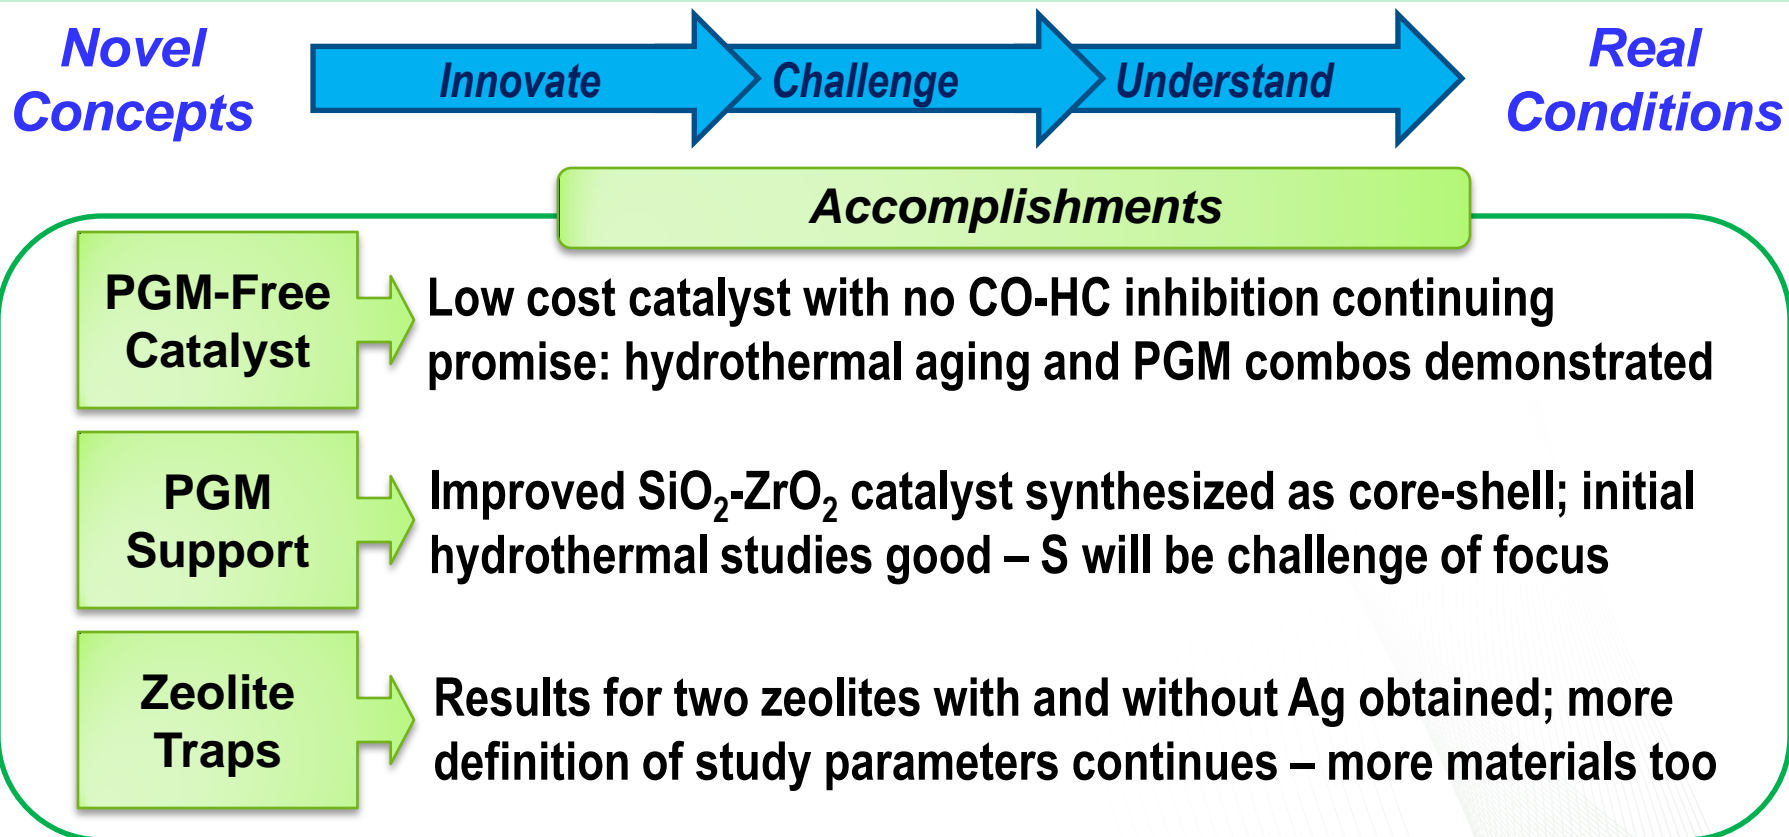 Novel
Concepts
Innovate
Challenge
Understand
Real
Conditions
Accomplishments
PGM-Free
Catalyst
Low cost catalyst with no CO-HC inhibition continuing
promise: hydrothermal aging and PGM combos demonstrated
PGM
Support
Improved SiO₂-ZrO₂ catalyst synthesized as core-shell; initial
hydrothermal studies good – S will be challenge of focus
Zeolite
Traps
Results for two zeolites with and without Ag obtained; more
definition of study parameters continues – more materials too